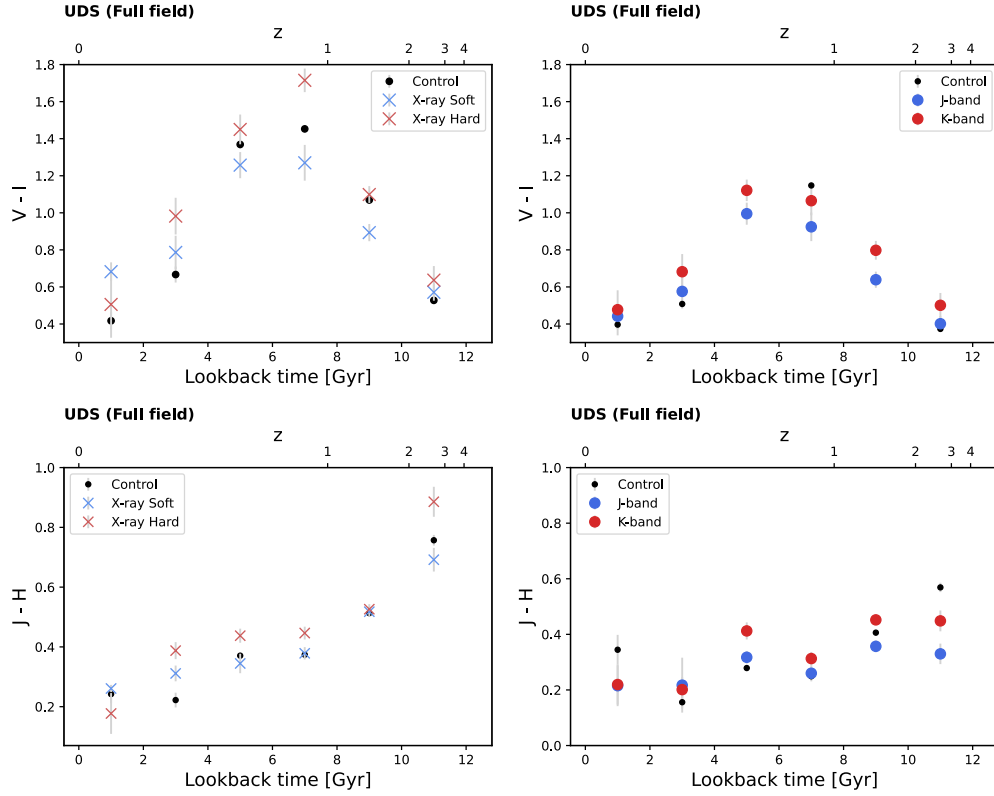 UDS (Full field)
z
0 1 2 3 4
1.8
1.6
1.4
1.2
1.0
0.8
0.6
0.4
V - I
Control
X-ray Soft
X-ray Hard
0 2 4 6 8 10 12
Lookback time [Gyr]
UDS (Full field)
z
0 1 2 3 4
1.8
1.6
1.4
1.2
1.0
0.8
0.6
0.4
V - I
Control
J-band
K-band
0 2 4 6 8 10 12
Lookback time [Gyr]
UDS (Full field)
z
0 1 2 3 4
1.0
0.8
0.6
0.4
0.2
J - H
Control
X-ray Soft
X-ray Hard
0 2 4 6 8 10 12
Lookback time [Gyr]
UDS (Full field)
z
0 1 2 3 4
1.0
0.8
0.6
0.4
0.2
0.0
J - H
Control
J-band
K-band
0 2 4 6 8 10 12
Lookback time [Gyr]